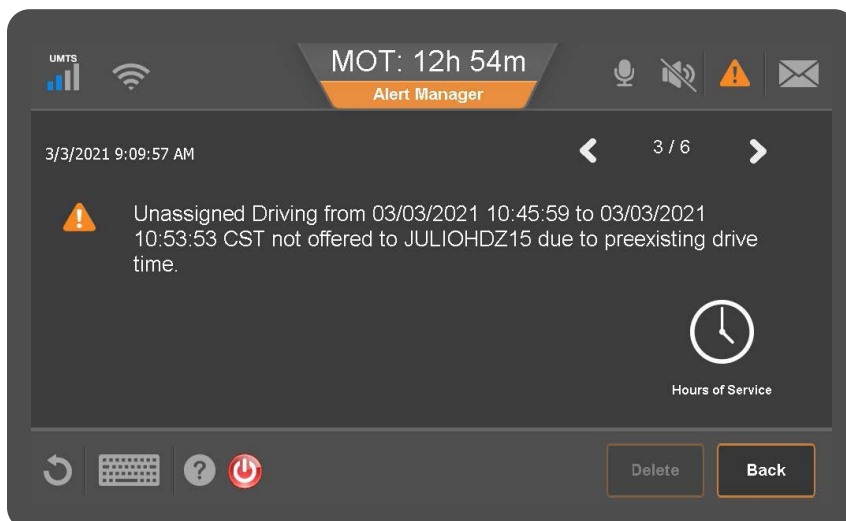 UMTS
MOT: 12h 54m
Alert Manager
3/3/2021 9:09:57 AM
3 / 6
Unassigned Driving from 03/03/2021 10:45:59 to 03/03/2021
10:53:53 CST not offered to JULIOHDZ15 due to preexisting drive
time.
Hours of Service
?
Delete
Back